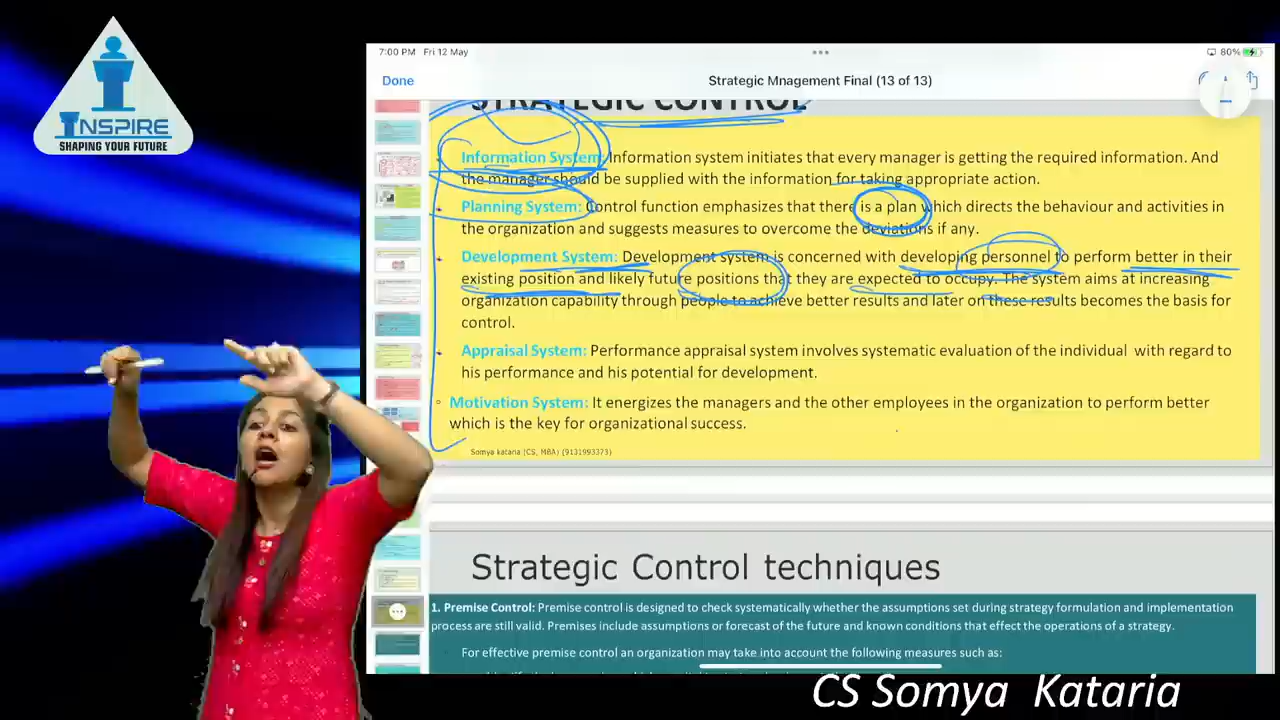 7:00 PM Fri 12 May
80%
Done
Strategic Mnagement Final (13 of 13)
INSPIRE
SHAPING YOUR FUTURE
STRATEGIC CONTROL
Information System: Information system initiates that every manager is getting the required information. And
the manager should be supplied with the information for taking appropriate action.
Planning System: Control function emphasizes that there is a plan which directs the behaviour and activities in
the organization and suggests measures to overcome the deviations if any.
Development System: Development system is concerned with developing personnel to perform better in their
existing position and likely future positions that they are expected to occupy. The system aims at increasing
organization capability through people to achieve better results and later on these results becomes the basis for
control.
Appraisal System: Performance appraisal system involves systematic evaluation of the individual with regard to
his performance and his potential for development.
Motivation System: It energizes the managers and the other employees in the organization to perform better
which is the key for organizational success.
Somya kataria (CS, MBA) (9131993373)
Strategic Control techniques
1. Premise Control: Premise control is designed to check systematically whether the assumptions set during strategy formulation and implementation
process are still valid. Premises include assumptions or forecast of the future and known conditions that effect the operations of a strategy.
For effective premise control an organization may take into account the following measures such as:
CS Somya Kataria